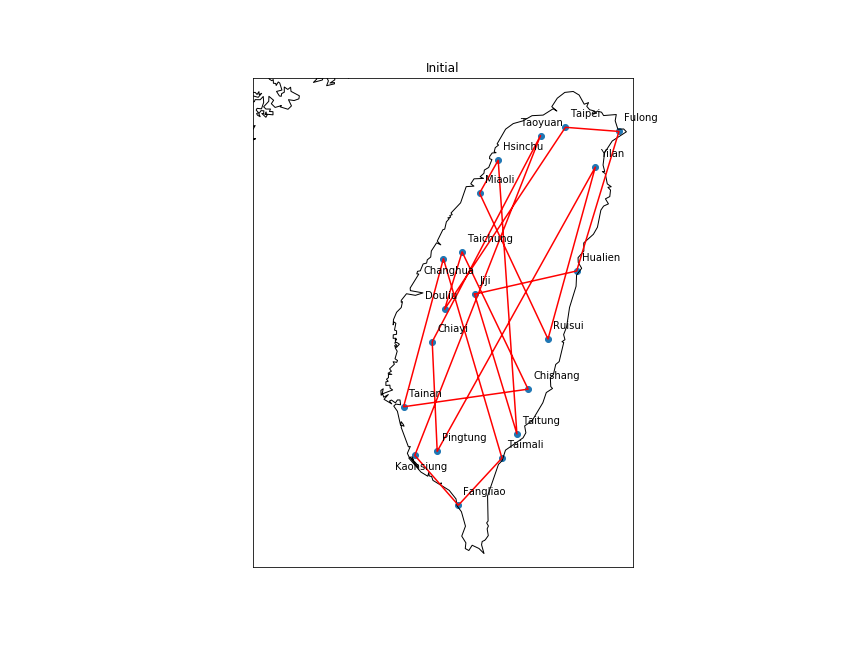 Initial
Taipei
Fulong
Taoyuan
Hsinchu
Yilan
Miaoli
Taichung
Hualien
Changhua
Jiji
Douliu
Ruisui
Chiayi
Chishang
Tainan
Taitung
Pingtung
Taimali
Kaohsiung
Fangliao